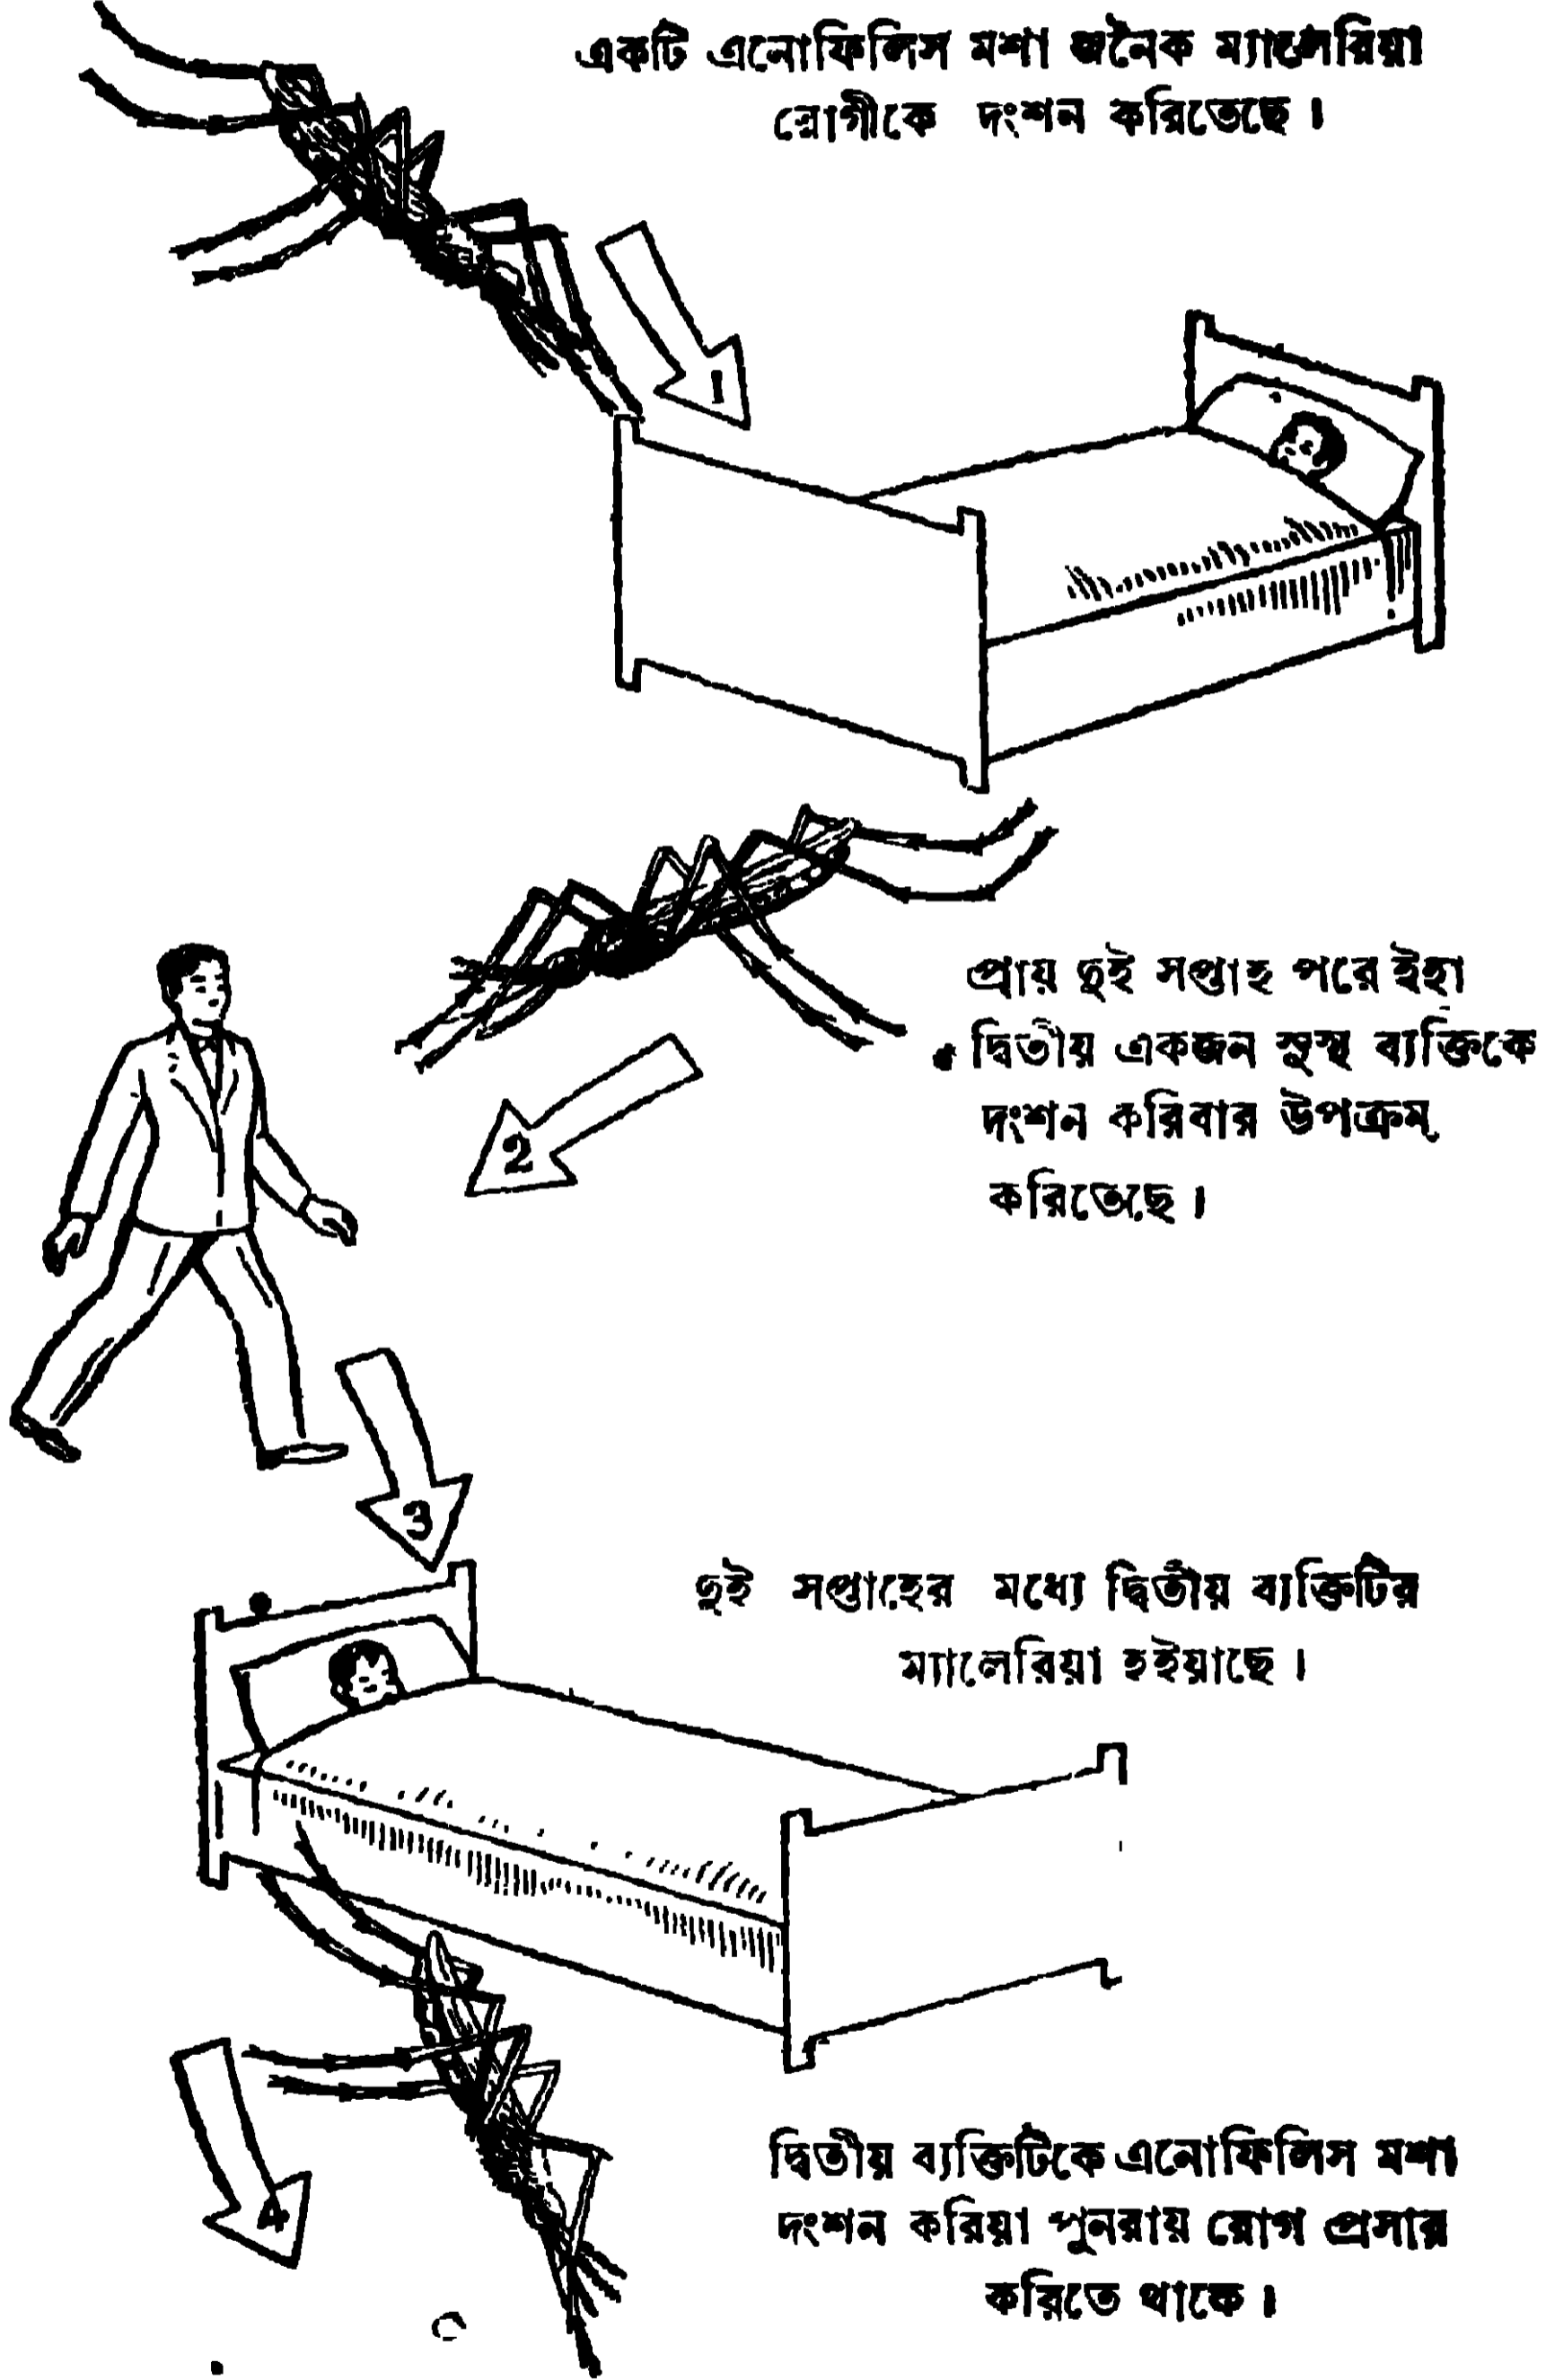 একটি এনোফিলিস মশা জনৈক ম্যালেরিয়া
রোগীকে দংশন করিতেছে।
1
প্রায় দুই সপ্তাহ পরে ইহা
দ্বিতীয় একজন সুস্থ ব্যক্তিকে
দংশন করিবার উপক্রম
করিতেছে।
2
3
দুই সপ্তাহের মধ্যে দ্বিতীয় ব্যক্তিটির
ম্যালেরিয়া হইয়াছে।
4
দ্বিতীয় ব্যক্তিটিকে এনোফিলিস মশা
দংশন করিয়া পুনরায় রোগ প্রসার
করিতে থাকে।